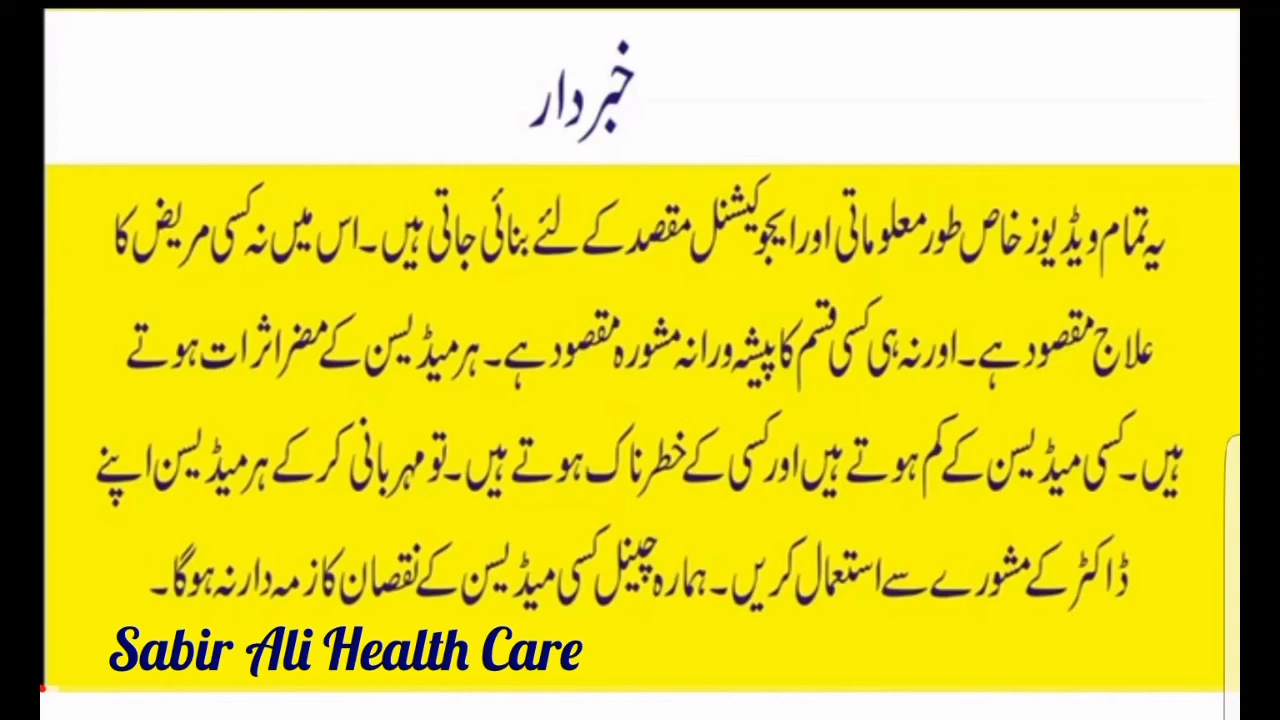 خبردار
یہ تمام ویڈیوز خاص طور معلوماتی اور ایجوکیشنل مقصد کے لئے بنائی جاتی ہیں۔ اس میں نہ کسی مریض کا
علاج مقصود ہے۔ اور نہ ہی کسی قسم کا پیشہ ورانہ مشورہ مقصود ہے۔ ہر میڈیسن کے مضر اثرات ہوتے
ہیں۔ کسی میڈیسن کے کم ہوتے ہیں اور کسی کے خطرناک ہوتے ہیں۔ تو مہربانی کر کے ہر میڈیسن اپنے
ڈاکٹر کے مشورے سے استعمال کریں۔ ہمارہ چینل کسی میڈیسن کے نقصان کا زمہ دار نہ ہوگا۔
Sabir Ali Health Care